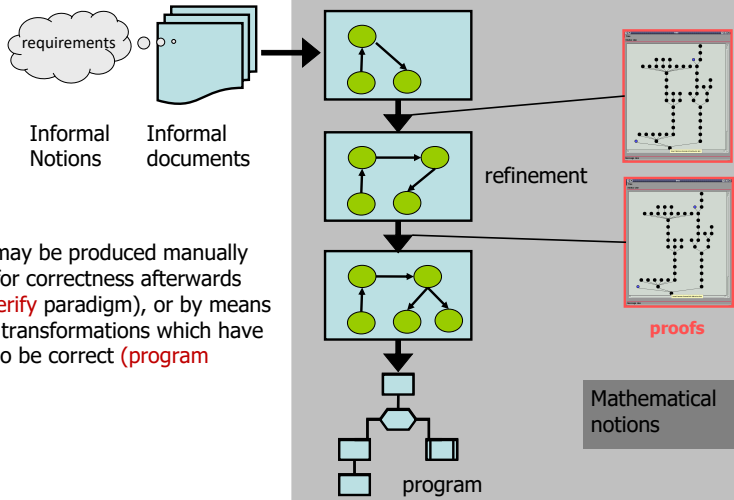 requirements
Informal
Notions
Informal
documents
refinement
may be produced manually
for correctness afterwards
erify paradigm), or by means
transformations which have
o be correct (program
proofs
Mathematical
notions
program